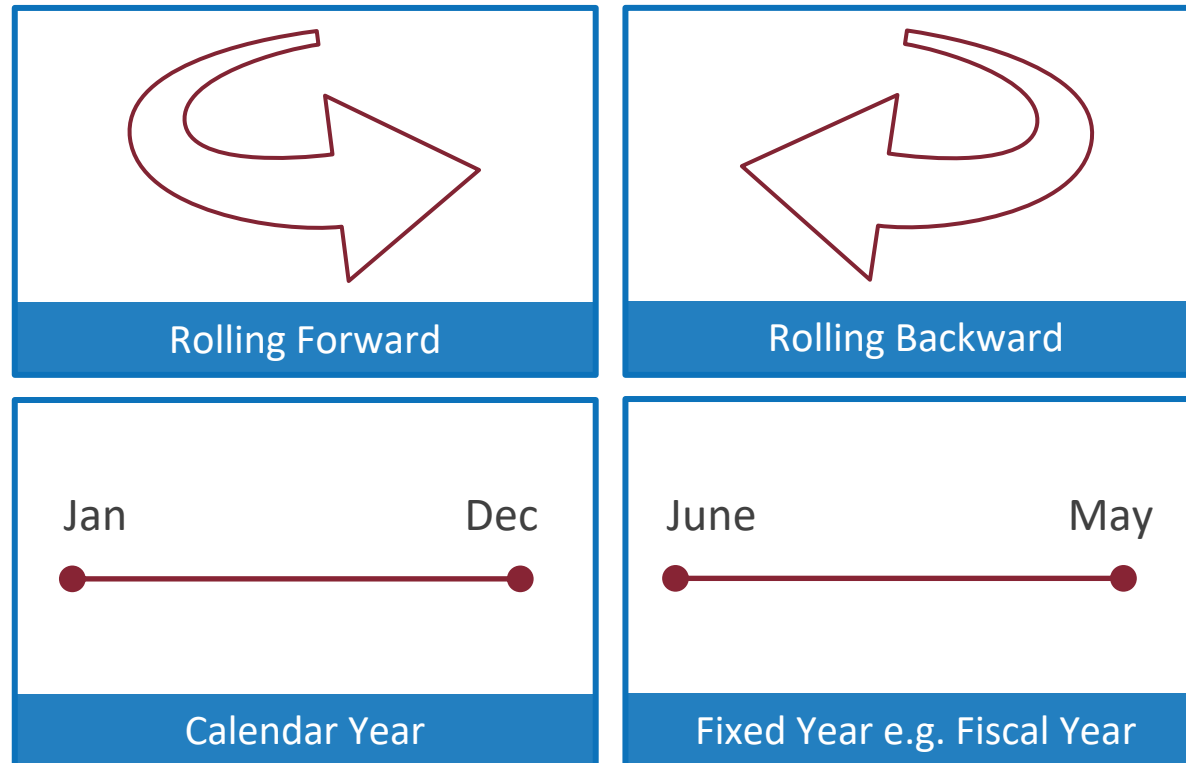 Rolling Forward
Rolling Backward
Jan Dec
Calendar Year
June May
Fixed Year e.g. Fiscal Year